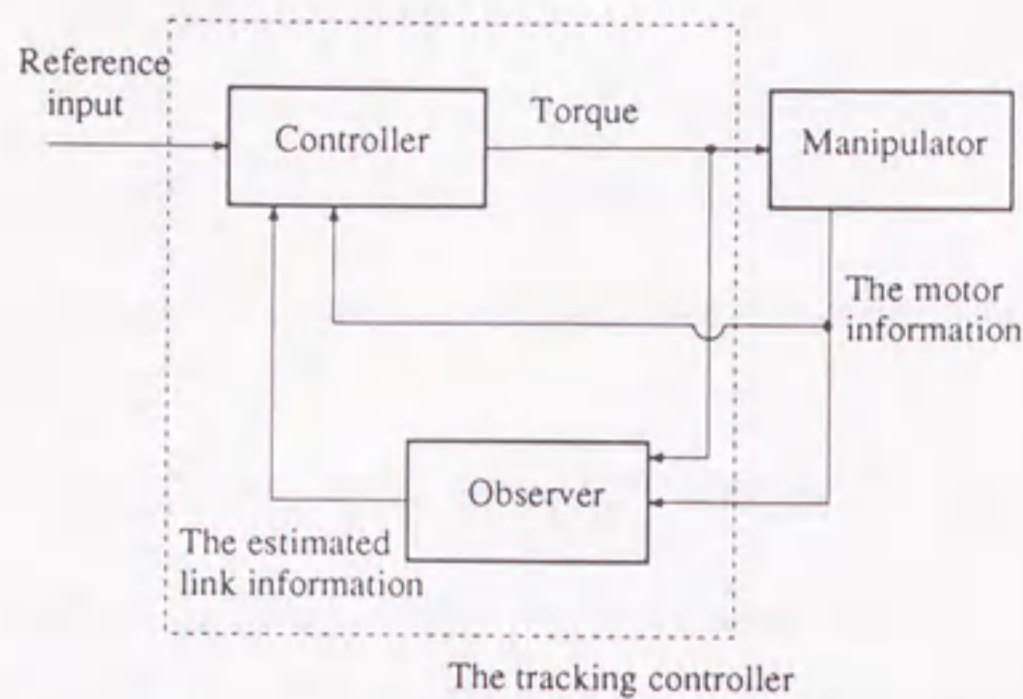 Reference
input
Controller
Torque
Manipulator
The motor
information
Observer
The estimated
link information
The tracking controller